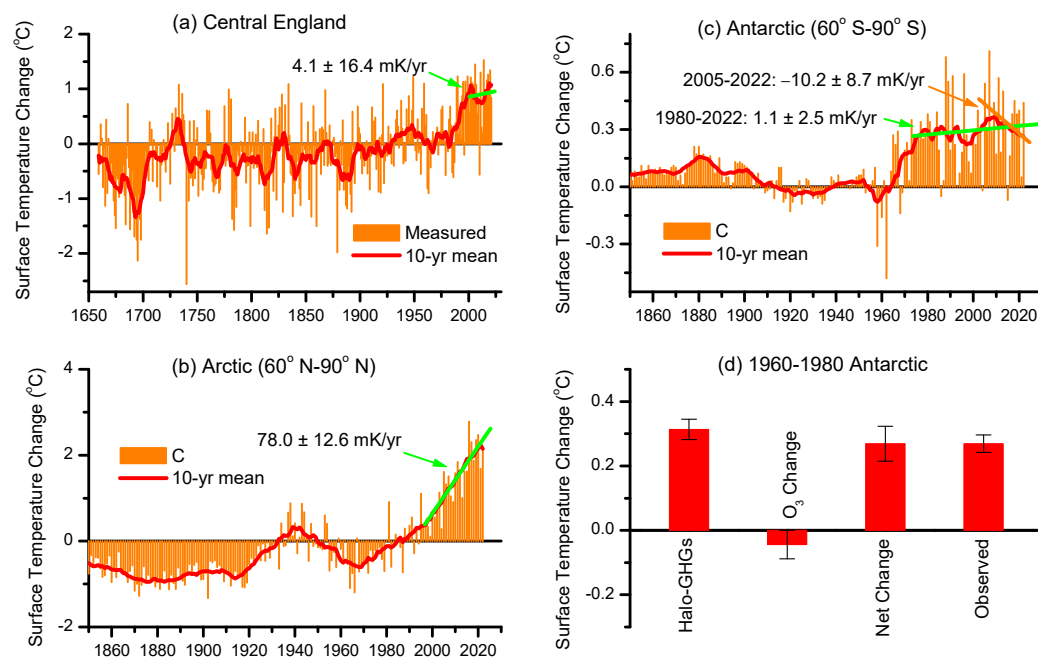 (a) Central England
Surface Temperature Change (°C)
2
1
0
-1
-2
4.1 ± 16.4 mK/yr
Measured
10-yr mean
1650 1700 1750 1800 1850 1900 1950 2000
(c) Antarctic (60° S-90° S)
Surface Temperature Change (°C)
0.6
0.3
0.0
-0.3
2005-2022: –10.2 ± 8.7 mK/yr
1980-2022: 1.1 ± 2.5 mK/yr
C
10-yr mean
1860 1880 1900 1920 1940 1960 1980 2000 2020
(b) Arctic (60° N-90° N)
Surface Temperature Change (°C)
4
2
0
-2
78.0 ± 12.6 mK/yr
C
10-yr mean
1860 1880 1900 1920 1940 1960 1980 2000 2020
(d) 1960-1980 Antarctic
Surface Temperature Change (°C)
0.4
0.2
0.0
-0.2
Halo-GHGs
O₃ Change
Net Change
Observed